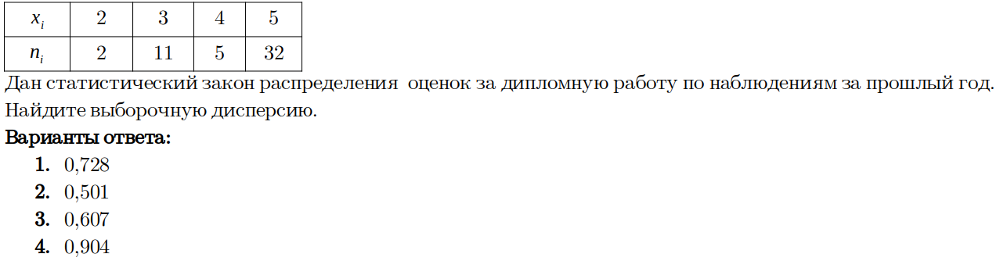 xᵢ 2 3 4 5
nᵢ 2 11 5 32
Дан статистический закон распределения оценок за дипломную работу по наблюдениям за прошлый год.
Найдите выборочную дисперсию.
Варианты ответа:
1. 0,728
2. 0,501
3. 0,607
4. 0,904